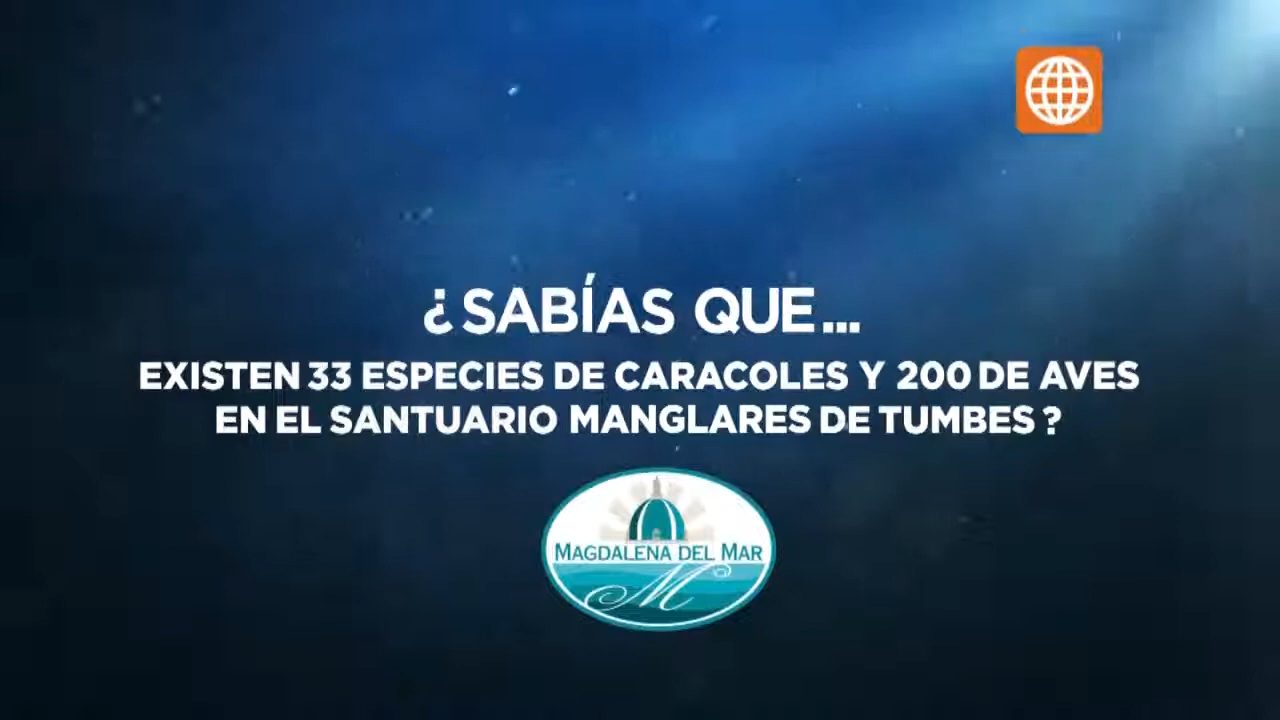 ¿SABÍAS QUE...
EXISTEN 33 ESPECIES DE CARACOLES Y 200 DE AVES
EN EL SANTUARIO MANGLARES DE TUMBES ?
MAGDALENA DEL MAR
M